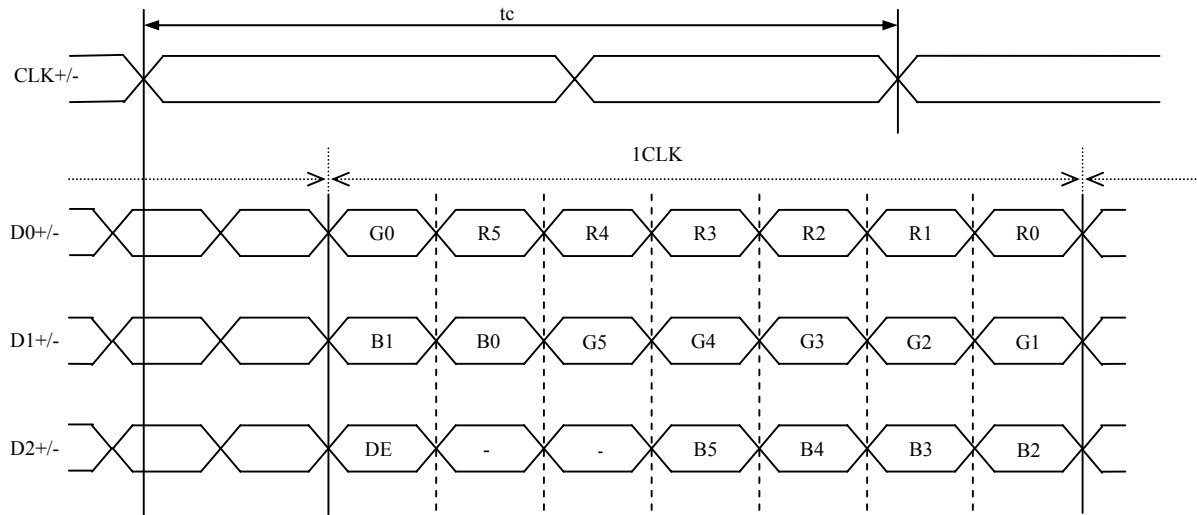 tc
CLK+/-
1CLK
D0+/- G0 R5 R4 R3 R2 R1 R0
D1+/- B1 B0 G5 G4 G3 G2 G1
D2+/- DE - - B5 B4 B3 B2